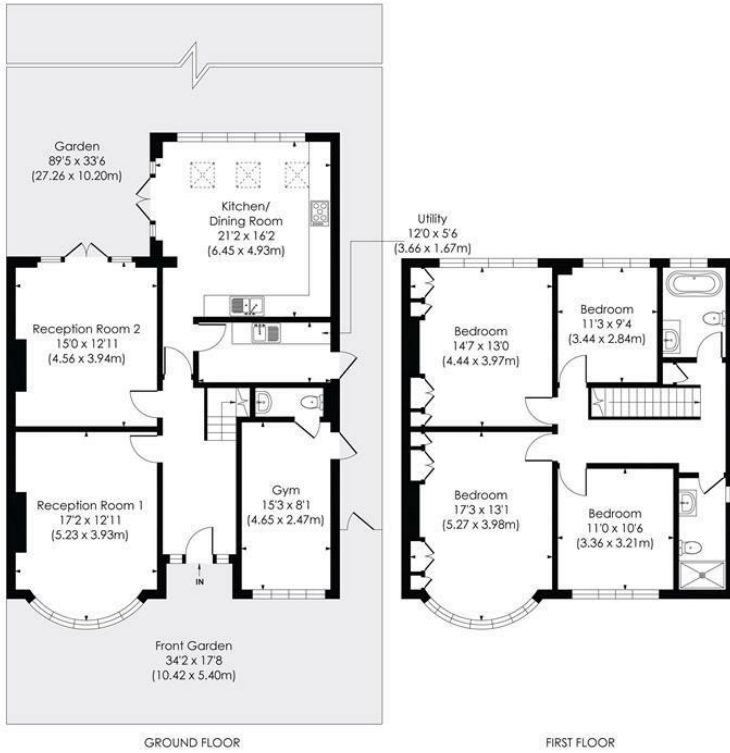 Garden
89'5 x 33'6
(27.26 x 10.20m)
Kitchen/
Dining Room
21'2 x 16'2
(6.45 x 4.93m)
Utility
12'0 x 5'6
(3.66 x 1.67m)
Reception Room 2
15'0 x 12'11
(4.56 x 3.94m)
Reception Room 1
17'2 x 12'11
(5.23 x 3.93m)
Gym
15'3 x 8'1
(4.65 x 2.47m)
IN
Front Garden
34'2 x 17'8
(10.42 x 5.40m)
GROUND FLOOR
Bedroom
14'7 x 13'0
(4.44 x 3.97m)
Bedroom
11'3 x 9'4
(3.44 x 2.84m)
Bedroom
17'3 x 13'1
(5.27 x 3.98m)
Bedroom
11'0 x 10'6
(3.36 x 3.21m)
FIRST FLOOR